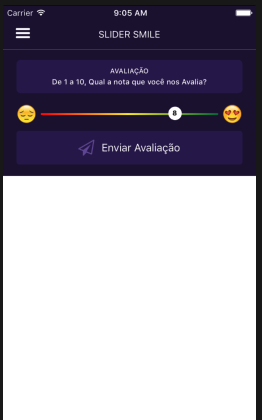 Carrier 9:05 AM
SLIDER SMILE
AVALIAÇÃO
De 1 a 10, Qual a nota que você nos Avalia?
8
Enviar Avaliação